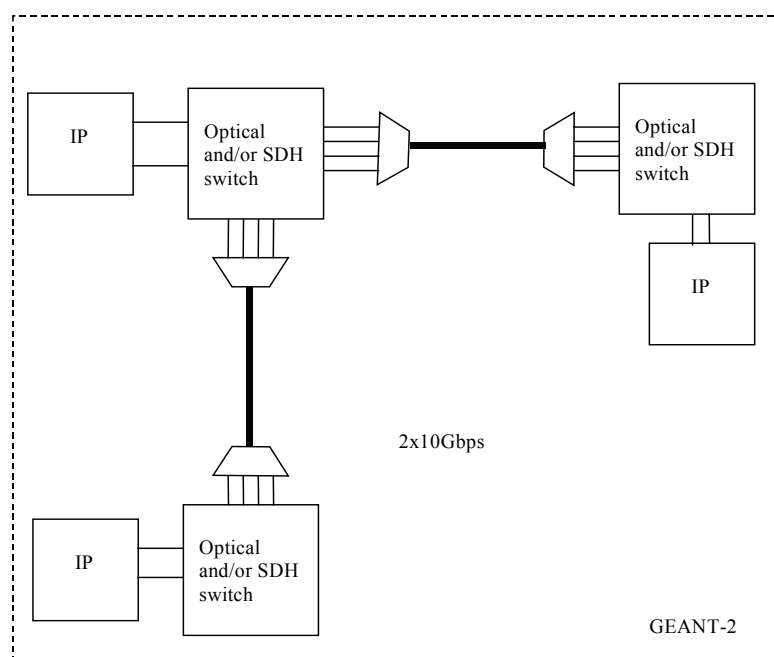 IP
Optical
and/or SDH
switch
Optical
and/or SDH
switch
IP
2x10Gbps
IP
Optical
and/or SDH
switch
GEANT-2